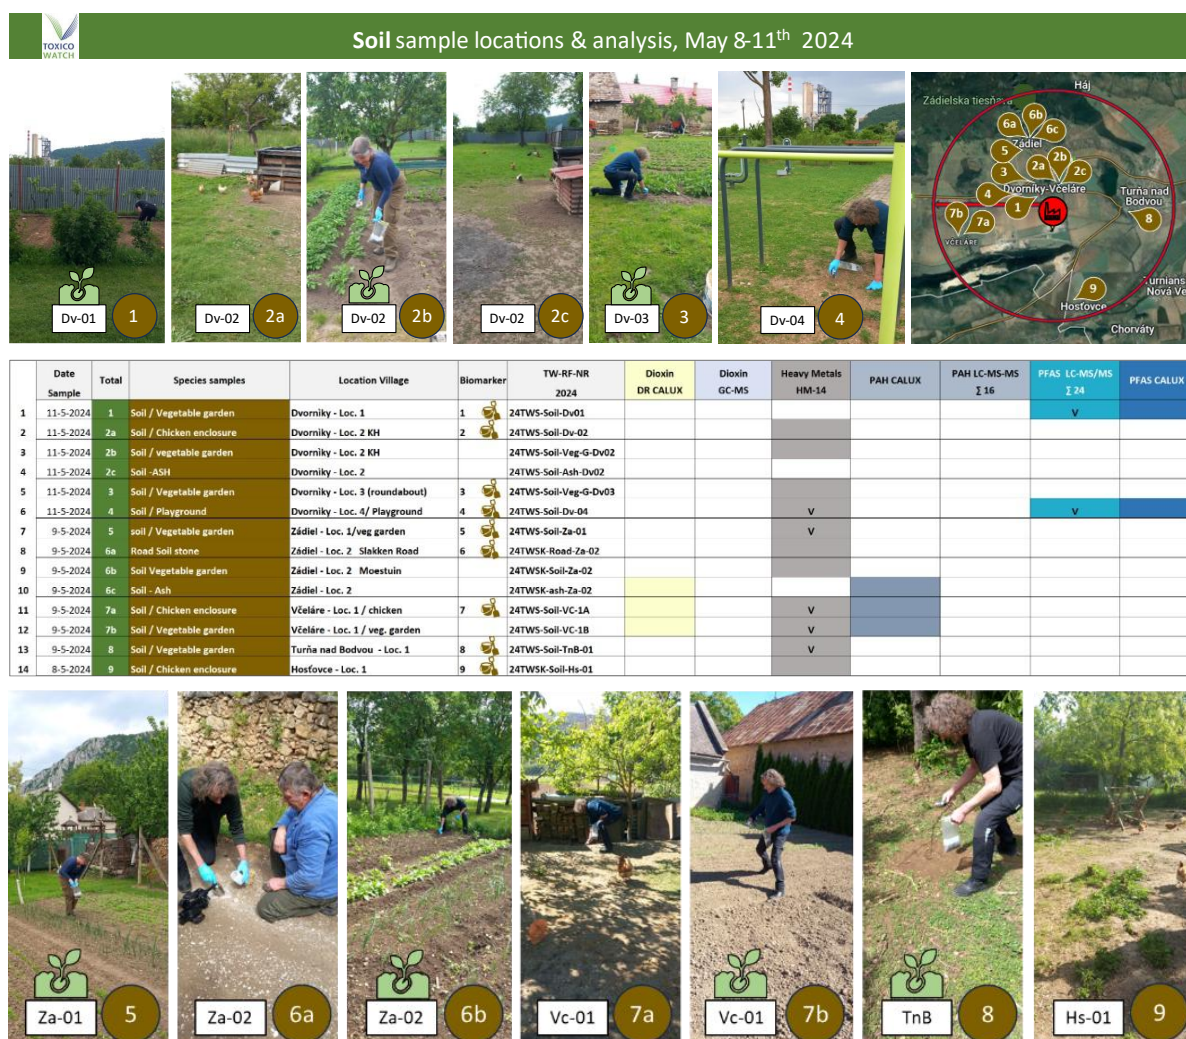 TOXICO
WATCH
Soil sample locations & analysis, May 8-11th 2024
Dv-01 1
Dv-02 2a
Dv-02 2b
Dv-02 2c
Dv-03 3
Dv-04 4
Háj
Zádielska tiesňava
6b
6a 6c
Zádiel
5
2b
3 2a 2c
Dvorníky-Včeláre
4
Turňa nad
Bodvou
1
7b 7a 8
VČELÁRE
9
Hosťovce
Turnians
Nová Ve
Chorváty
Date Sample Total Species samples Location Village Biomarker TW-RF-NR 2024 Dioxin DR CALUX Dioxin GC-MS Heavy Metals HM-14 PAH CALUX PAH LC-MS-MS Σ 16 PFAS LC-MS/MS Σ 24 PFAS CALUX
1 11-5-2024 1 Soil / Vegetable garden Dvorniky - Loc. 1 1 24TWS-Soil-Dv01 V
2 11-5-2024 2a Soil / Chicken enclosure Dvorniky - Loc. 2 KH 2 24TWS-Soil-Dv-02
3 11-5-2024 2b Soil / vegetable garden Dvorniky - Loc. 2 KH 24TWS-Soil-Veg-G-Dv02
4 11-5-2024 2c Soil -ASH Dvorniky - Loc. 2 24TWS-Soil-Ash-Dv02
5 11-5-2024 3 Soil / Vegetable garden Dvorniky - Loc. 3 (roundabout) 3 24TWS-Soil-Veg-G-Dv03
6 11-5-2024 4 Soil / Playground Dvorniky - Loc. 4/ Playground 4 24TWS-Soil-Dv-04 V V
7 9-5-2024 5 soil / Vegetable garden Zádiel - Loc. 1/veg garden 5 24TWS-Soil-Za-01 V
8 9-5-2024 6a Road Soil stone Zádiel - Loc. 2 Slakken Road 6 24TWSK-Road-Za-02
9 9-5-2024 6b Soil Vegetable garden Zádiel - Loc. 2 Moestuin 24TWSK-Soil-Za-02
10 9-5-2024 6c Soil - Ash Zádiel - Loc. 2 24TWSK-ash-Za-02
11 9-5-2024 7a Soil / Chicken enclosure Včeláre - Loc. 1 / chicken 7 24TWS-Soil-VC-1A V
12 9-5-2024 7b Soil / Vegetable garden Včeláre - Loc. 1 / veg. garden 24TWS-Soil-VC-1B V
13 9-5-2024 8 Soil / Vegetable garden Turňa nad Bodvou - Loc. 1 8 24TWS-Soil-TnB-01 V
14 8-5-2024 9 Soil / Chicken enclosure Hosťovce - Loc. 1 9 24TWSK-Soil-Hs-01
Za-01 5
Za-02 6a
Za-02 6b
Vc-01 7a
Vc-01 7b
TnB 8
Hs-01 9